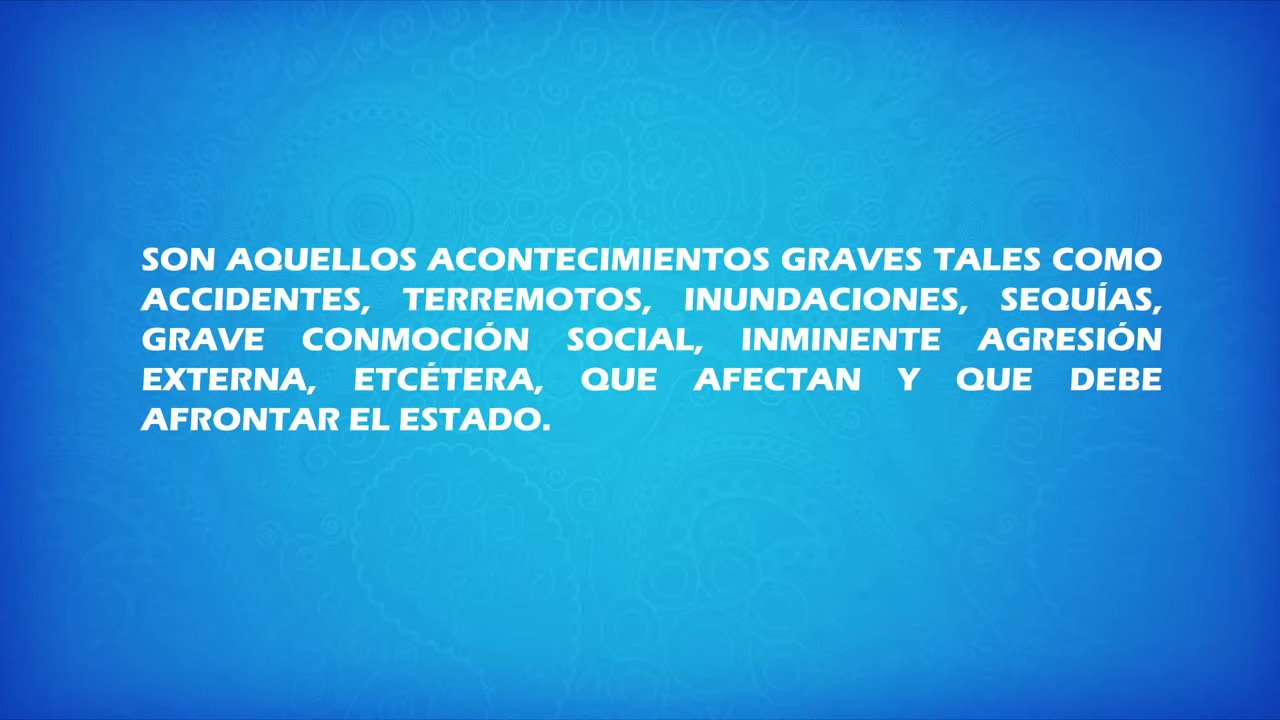 SON AQUELLOS ACONTECIMIENTOS GRAVES TALES COMO
ACCIDENTES, TERREMOTOS, INUNDACIONES, SEQUÍAS,
GRAVE CONMOCIÓN SOCIAL, INMINENTE AGRESIÓN
EXTERNA, ETCÉTERA, QUE AFECTAN Y QUE DEBE
AFRONTAR EL ESTADO.